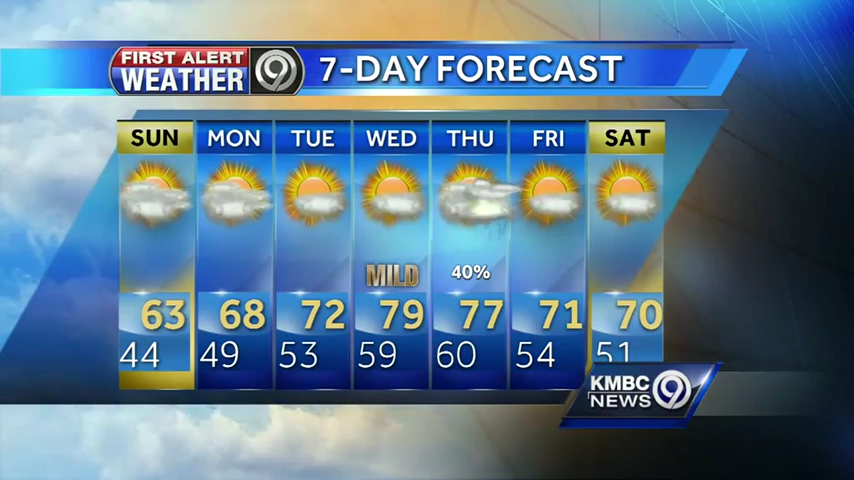 FIRST ALERT
WEATHER 9
7-DAY FORECAST
SUN MON TUE WED THU FRI SAT
MILD 40%
63 68 72 79 77 71 70
44 49 53 59 60 54 51
KMBC
NEWS 9